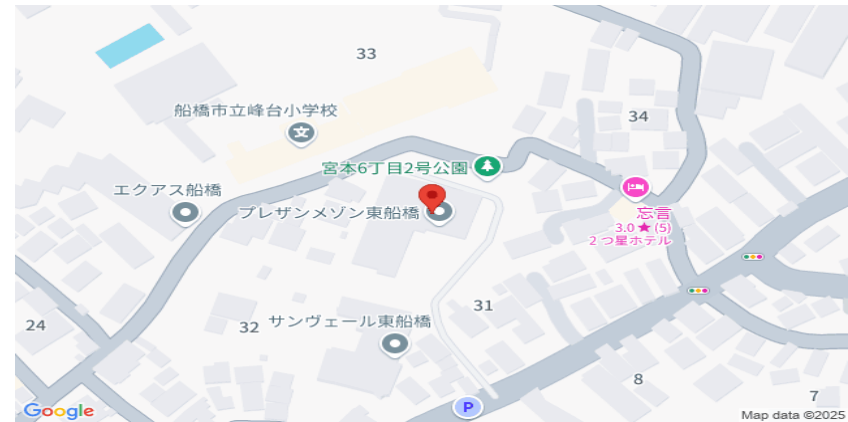 33
船橋市立峰台小学校
34
宮本6丁目2号公園
エクアス船橋
プレザンメゾン東船橋
忘言
3.0★(5)
2 つ星ホテル
31
24
32
サンヴェール東船橋
8
P
7
Google
Map data ©2025